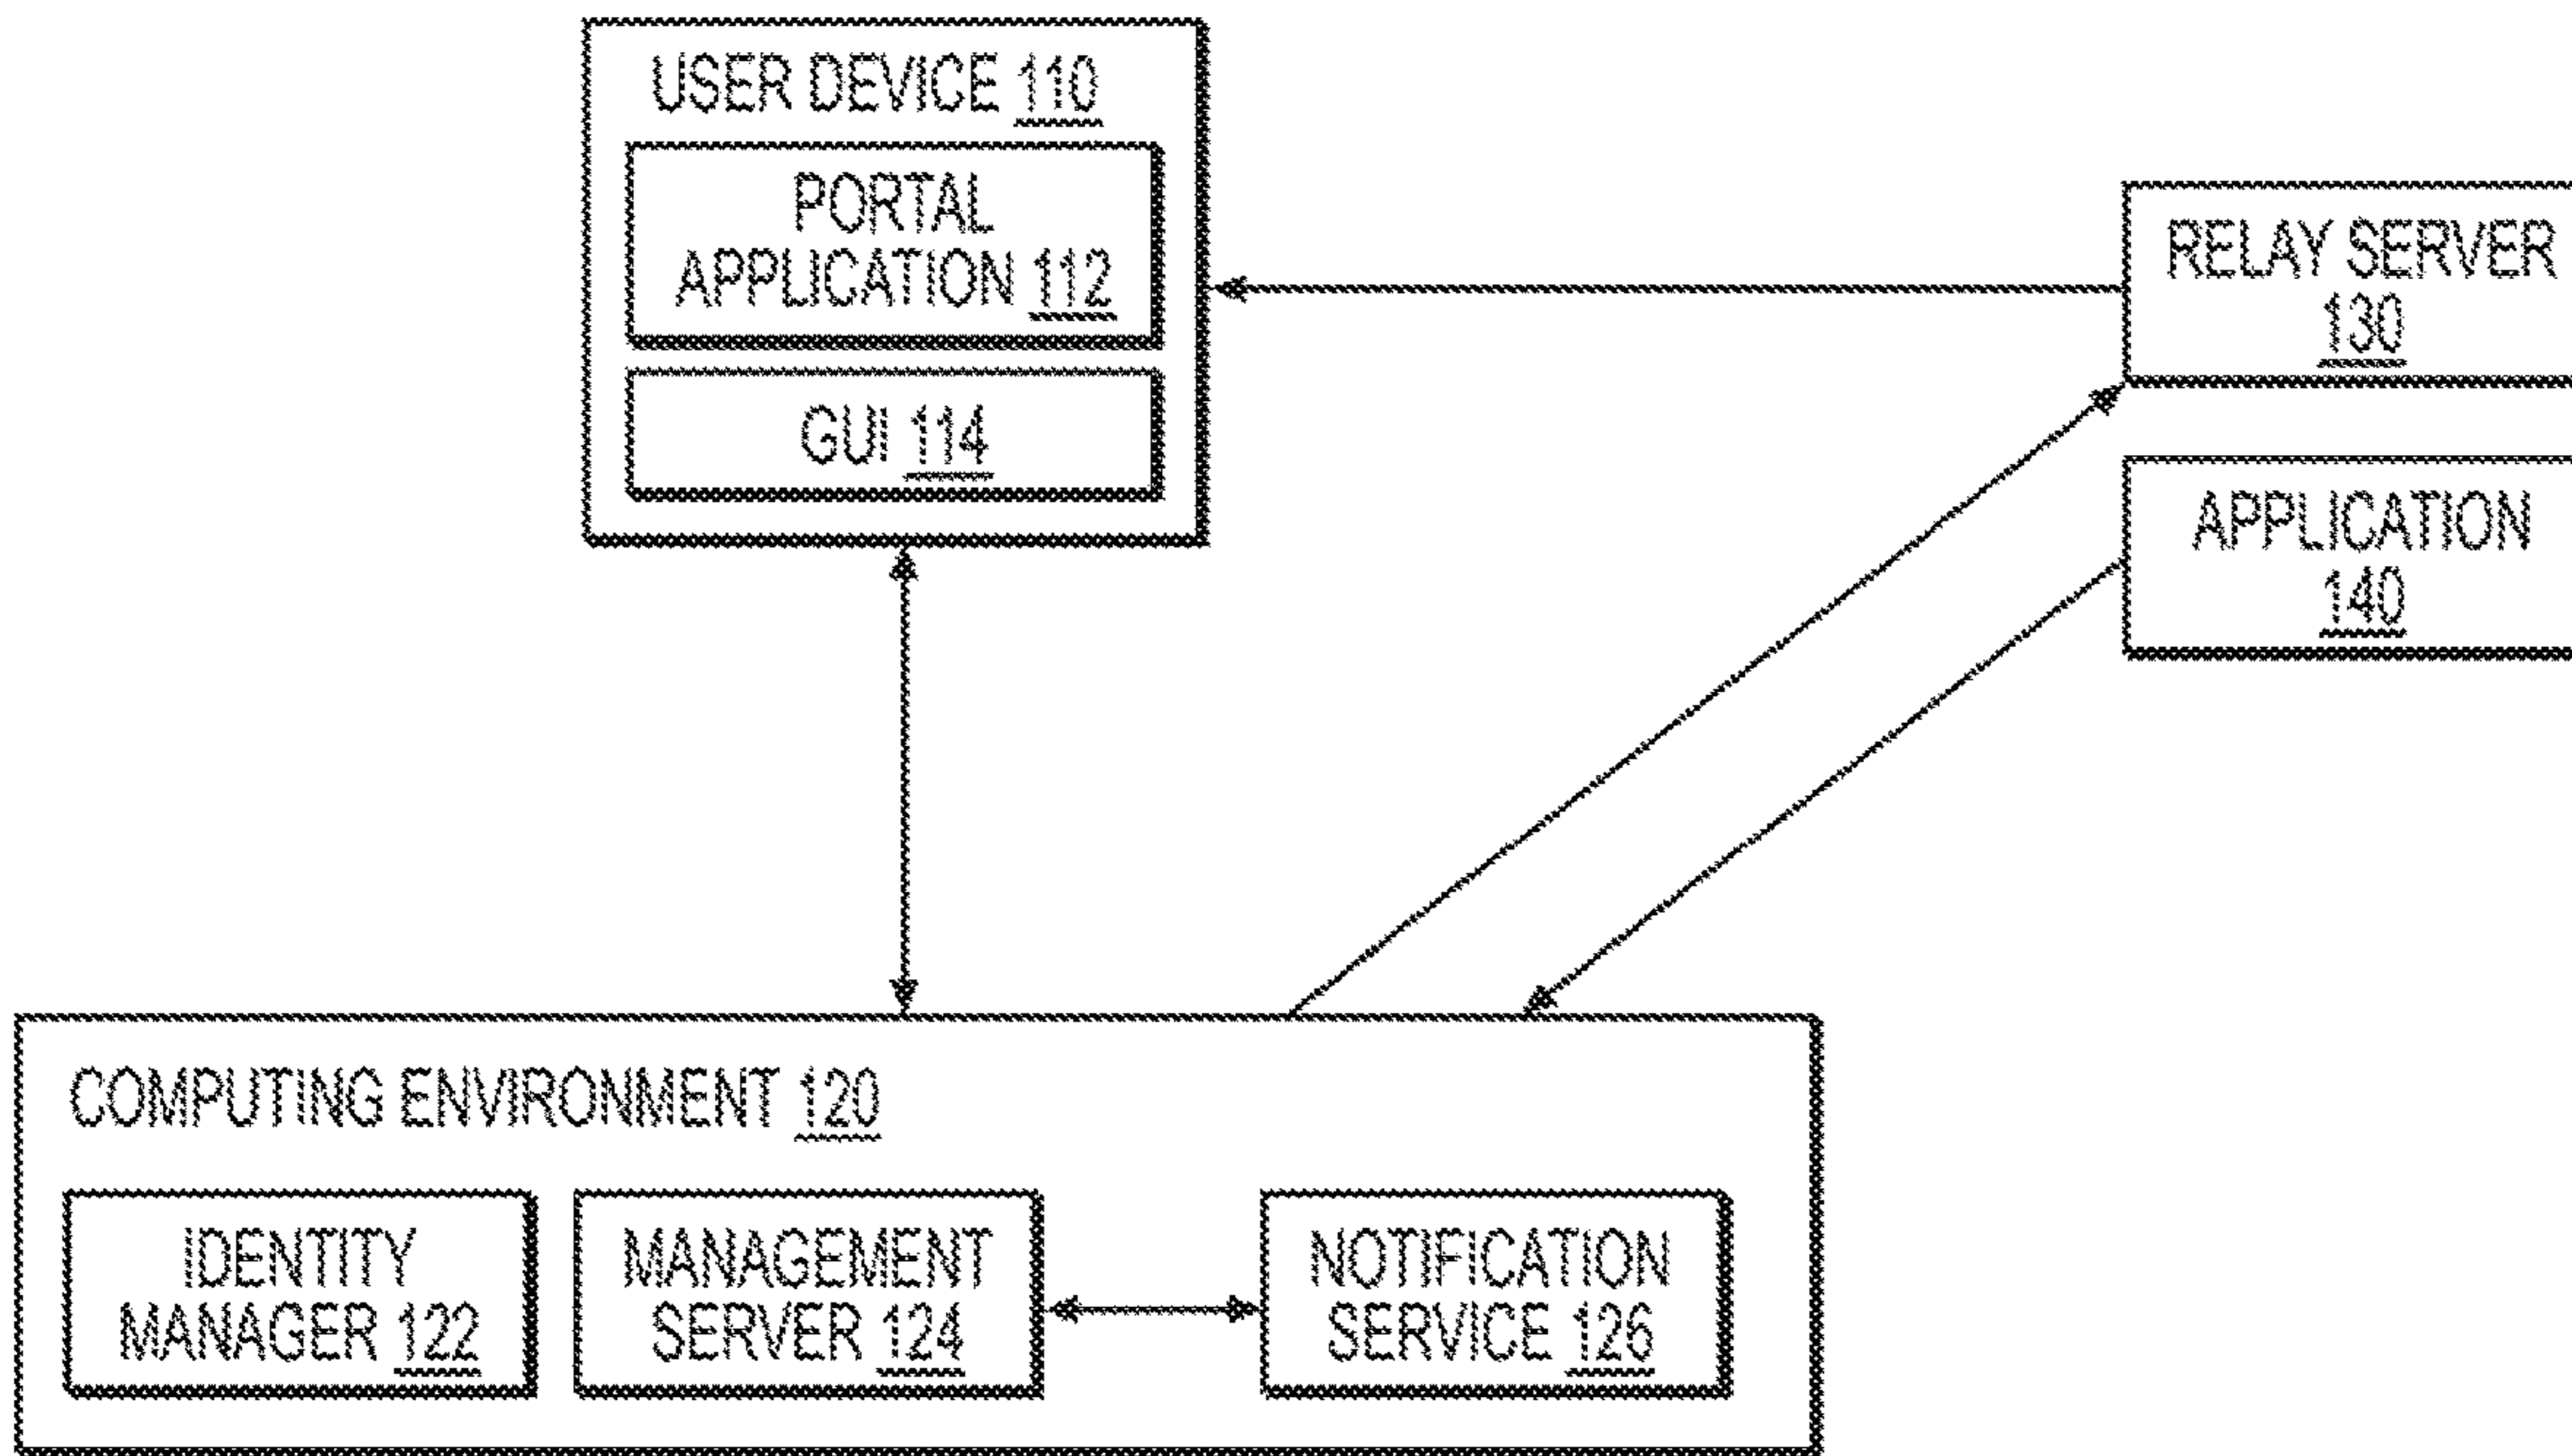 USER DEVICE 110
PORTAL
APPLICATION 112
GUI 114
RELAY SERVER
130
APPLICATION
140
COMPUTING ENVIRONMENT 120
IDENTITY
MANAGER 122
MANAGEMENT
SERVER 124
NOTIFICATION
SERVICE 126